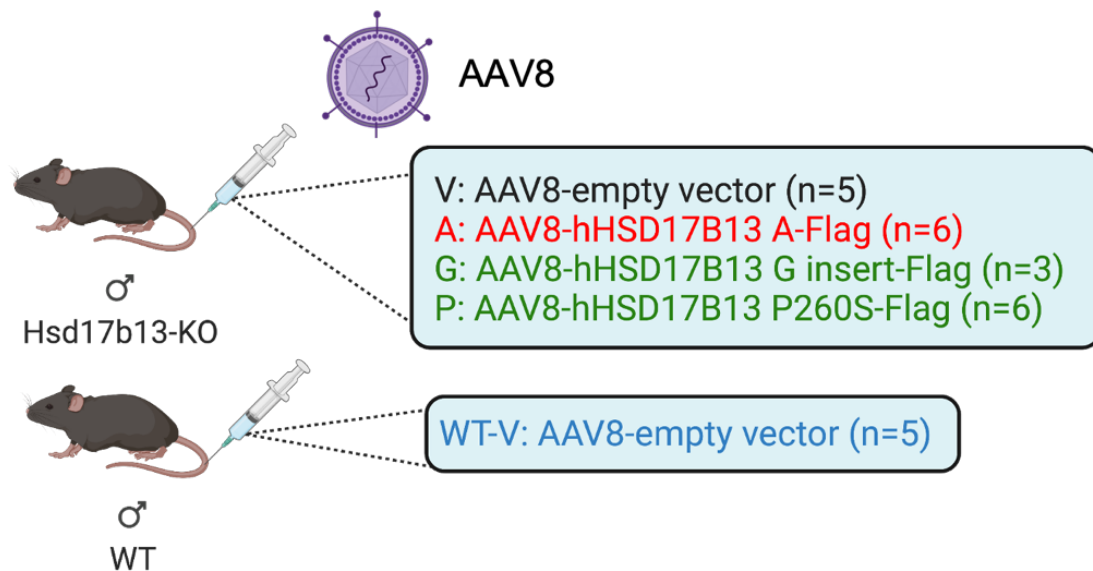 AAV8
V: AAV8-empty vector (n=5)
A: AAV8-hHSD17B13 A-Flag (n=6)
G: AAV8-hHSD17B13 G insert-Flag (n=3)
P: AAV8-hHSD17B13 P260S-Flag (n=6)
♂
Hsd17b13-KO
WT-V: AAV8-empty vector (n=5)
♂
WT